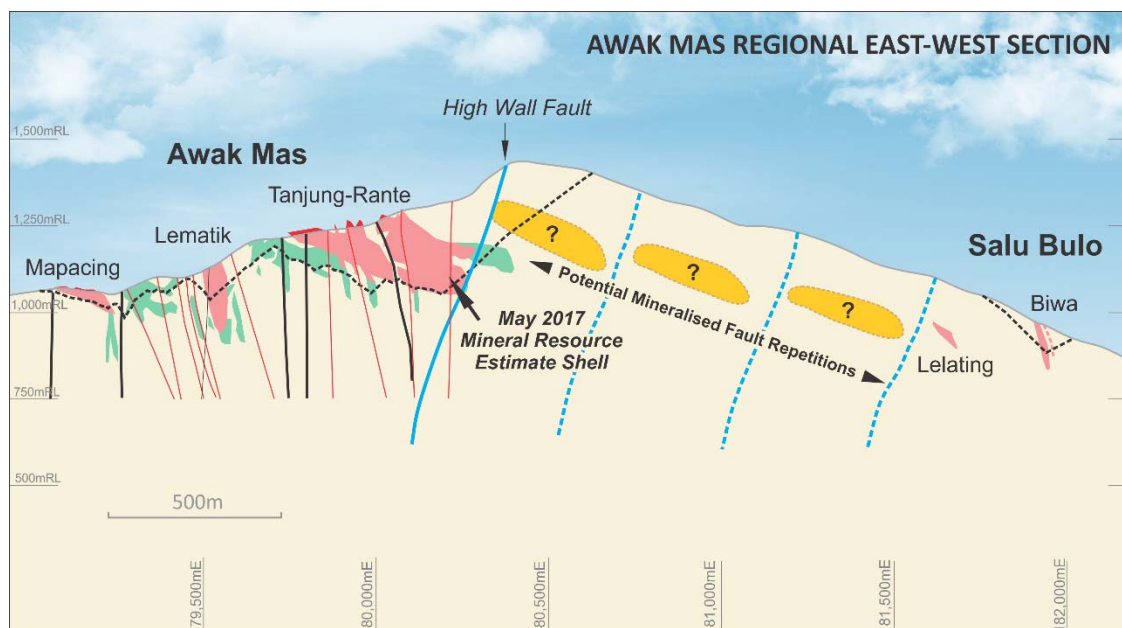 AWAK MAS REGIONAL EAST-WEST SECTION
High Wall Fault
1,500mRL
Awak Mas
Tanjung-Rante
1,250mRL
Lematik
Salu Bulo
Mapacing
Biwa
1,000mRL
?
?
?
Potential Mineralised Fault Repetitions
May 2017
Mineral Resource
Estimate Shell
Lelating
750mRL
500mRL
500m
79,500mE
80,000mE
80,500mE
81,000mE
81,500mE
82,000mE